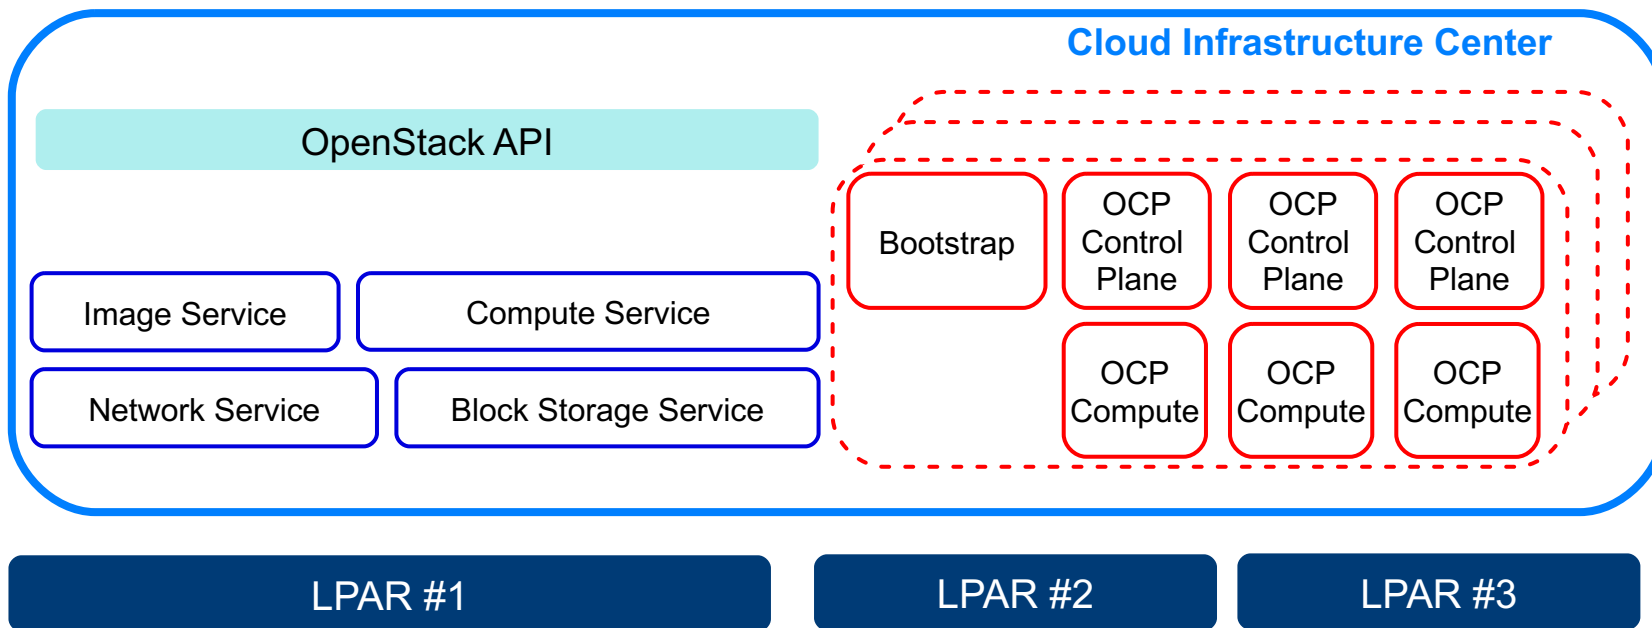 Cloud Infrastructure Center
OpenStack API
Image Service
Compute Service
Network Service
Block Storage Service
Bootstrap
OCP
Control
Plane
OCP
Control
Plane
OCP
Control
Plane
OCP
Compute
OCP
Compute
OCP
Compute
LPAR #1
LPAR #2
LPAR #3